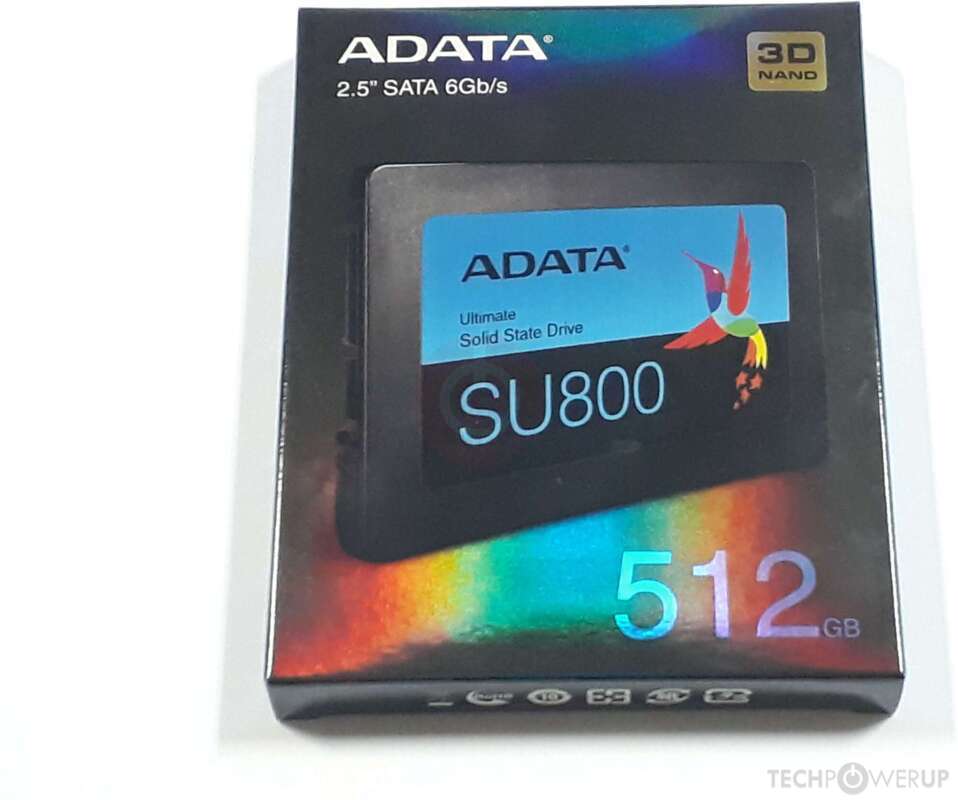 ADATA®
2.5" SATA 6Gb/s
3D
NAND
ADATA®
Ultimate
Solid State Drive
SU800
512GB
TECHPOWERUP